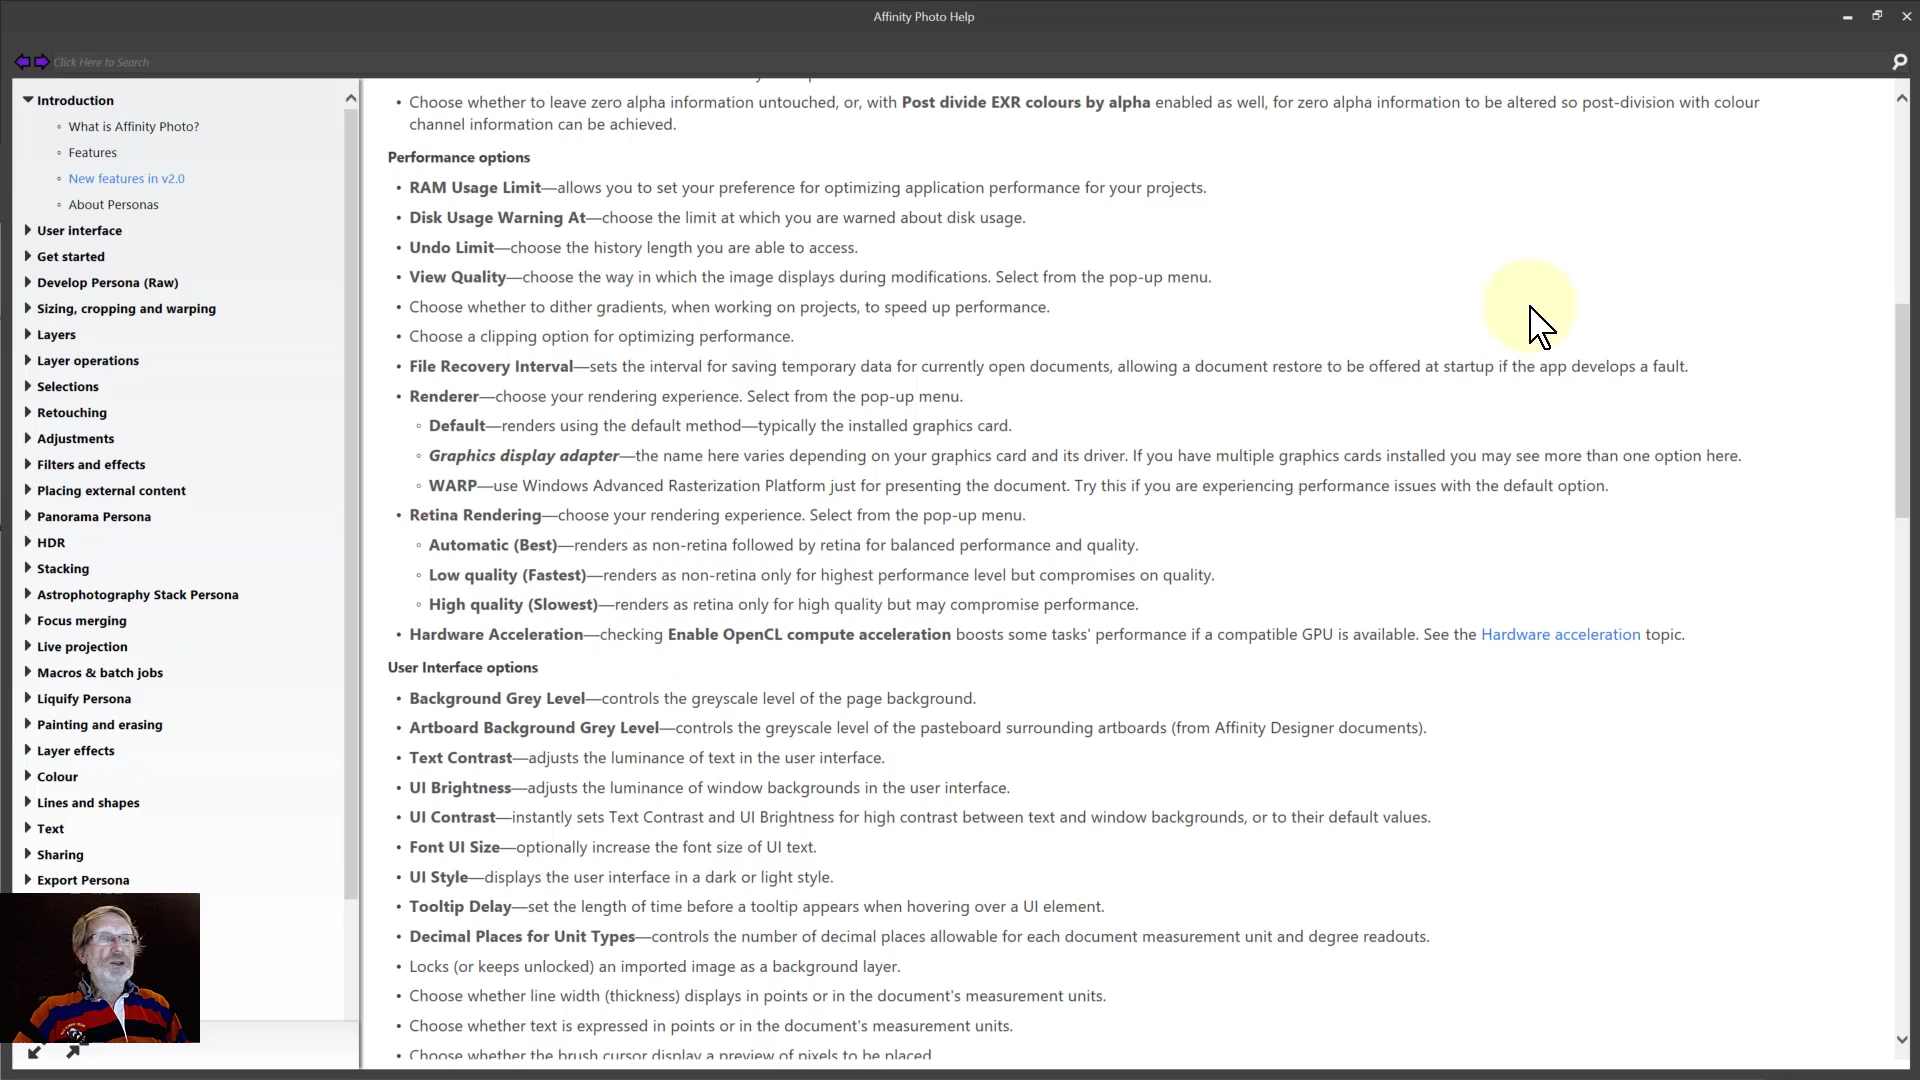 Affinity Photo Help
Click Here to Search
Introduction
What is Affinity Photo?
Features
New features in v2.0
About Personas
User interface
Get started
Develop Persona (Raw)
Sizing, cropping and warping
Layers
Layer operations
Selections
Retouching
Adjustments
Filters and effects
Placing external content
Panorama Persona
HDR
Stacking
Astrophotography Stack Persona
Focus merging
Live projection
Macros & batch jobs
Liquify Persona
Painting and erasing
Layer effects
Colour
Lines and shapes
Text
Sharing
Export Persona
• Choose whether to leave zero alpha information untouched, or, with Post divide EXR colours by alpha enabled as well, for zero alpha information to be altered so post-division with colour
channel information can be achieved.
Performance options
• RAM Usage Limit—allows you to set your preference for optimizing application performance for your projects.
• Disk Usage Warning At—choose the limit at which you are warned about disk usage.
• Undo Limit—choose the history length you are able to access.
• View Quality—choose the way in which the image displays during modifications. Select from the pop-up menu.
• Choose whether to dither gradients, when working on projects, to speed up performance.
• Choose a clipping option for optimizing performance.
• File Recovery Interval—sets the interval for saving temporary data for currently open documents, allowing a document restore to be offered at startup if the app develops a fault.
• Renderer—choose your rendering experience. Select from the pop-up menu.
◦ Default—renders using the default method—typically the installed graphics card.
◦ Graphics display adapter—the name here varies depending on your graphics card and its driver. If you have multiple graphics cards installed you may see more than one option here.
◦ WARP—use Windows Advanced Rasterization Platform just for presenting the document. Try this if you are experiencing performance issues with the default option.
• Retina Rendering—choose your rendering experience. Select from the pop-up menu.
◦ Automatic (Best)—renders as non-retina followed by retina for balanced performance and quality.
◦ Low quality (Fastest)—renders as non-retina only for highest performance level but compromises on quality.
◦ High quality (Slowest)—renders as retina only for high quality but may compromise performance.
• Hardware Acceleration—checking Enable OpenCL compute acceleration boosts some tasks' performance if a compatible GPU is available. See the Hardware acceleration topic.
User Interface options
• Background Grey Level—controls the greyscale level of the page background.
• Artboard Background Grey Level—controls the greyscale level of the pasteboard surrounding artboards (from Affinity Designer documents).
• Text Contrast—adjusts the luminance of text in the user interface.
• UI Brightness—adjusts the luminance of window backgrounds in the user interface.
• UI Contrast—instantly sets Text Contrast and UI Brightness for high contrast between text and window backgrounds, or to their default values.
• Font UI Size—optionally increase the font size of UI text.
• UI Style—displays the user interface in a dark or light style.
• Tooltip Delay—set the length of time before a tooltip appears when hovering over a UI element.
• Decimal Places for Unit Types—controls the number of decimal places allowable for each document measurement unit and degree readouts.
• Locks (or keeps unlocked) an imported image as a background layer.
• Choose whether line width (thickness) displays in points or in the document's measurement units.
• Choose whether text is expressed in points or in the document's measurement units.
• Choose whether the brush cursor display a preview of pixels to be placed.